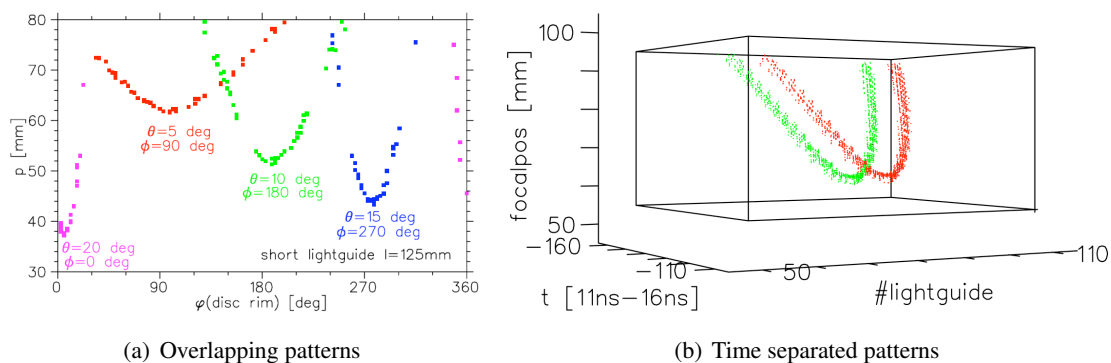 80
70
60
50
40
30
p [mm]
θ=5 deg
ϕ=90 deg
θ=10 deg
ϕ=180 deg
θ=15 deg
ϕ=270 deg
θ=20 deg
ϕ=0 deg
short lightguide l=125mm
0 90 180 270 360
φ(disc rim) [deg]
(a) Overlapping patterns
100
50
focalpos [mm]
−160
−110
t [11ns−16ns]
50
110
#lightguide
(b) Time separated patterns